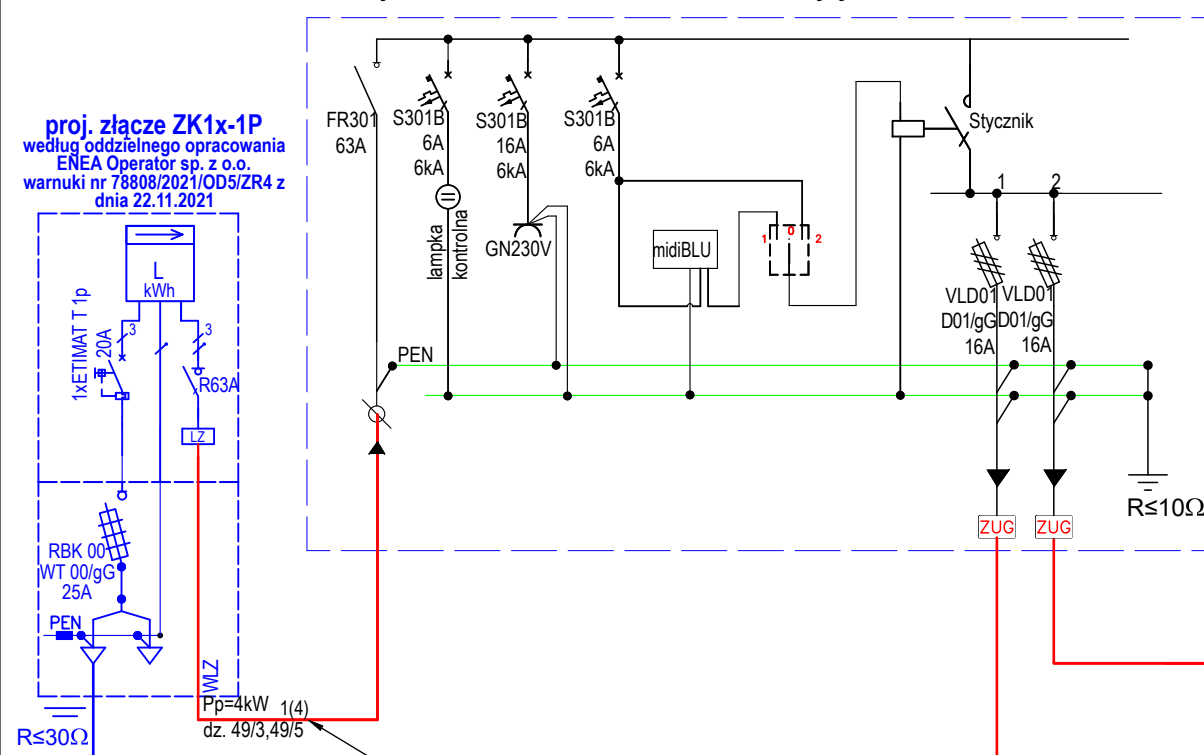 proj. złącze ZK1x-1P
według oddzielnego opracowania
ENEA Operator sp. z o.o.
warnuki nr 78808/2021/OD5/ZR4 z
dnia 22.11.2021
L
kWh
3
3
1xETIMAT T 1p
20A
R63A
LZ
RBK 00
WT 00/gG
25A
PEN
WLZ
R≤30Ω
Pp=4kW 1(4)
dz. 49/3,49/5
FR301
63A
S301B
6A
6kA
lampka
kontrolna
S301B
16A
6kA
GN230V
S301B
6A
6kA
midiBLU
1 0 2
Stycznik
1 2
VLD01
D01/gG
16A
VLD01
D01/gG
16A
PEN
ZUG
ZUG
R≤10Ω